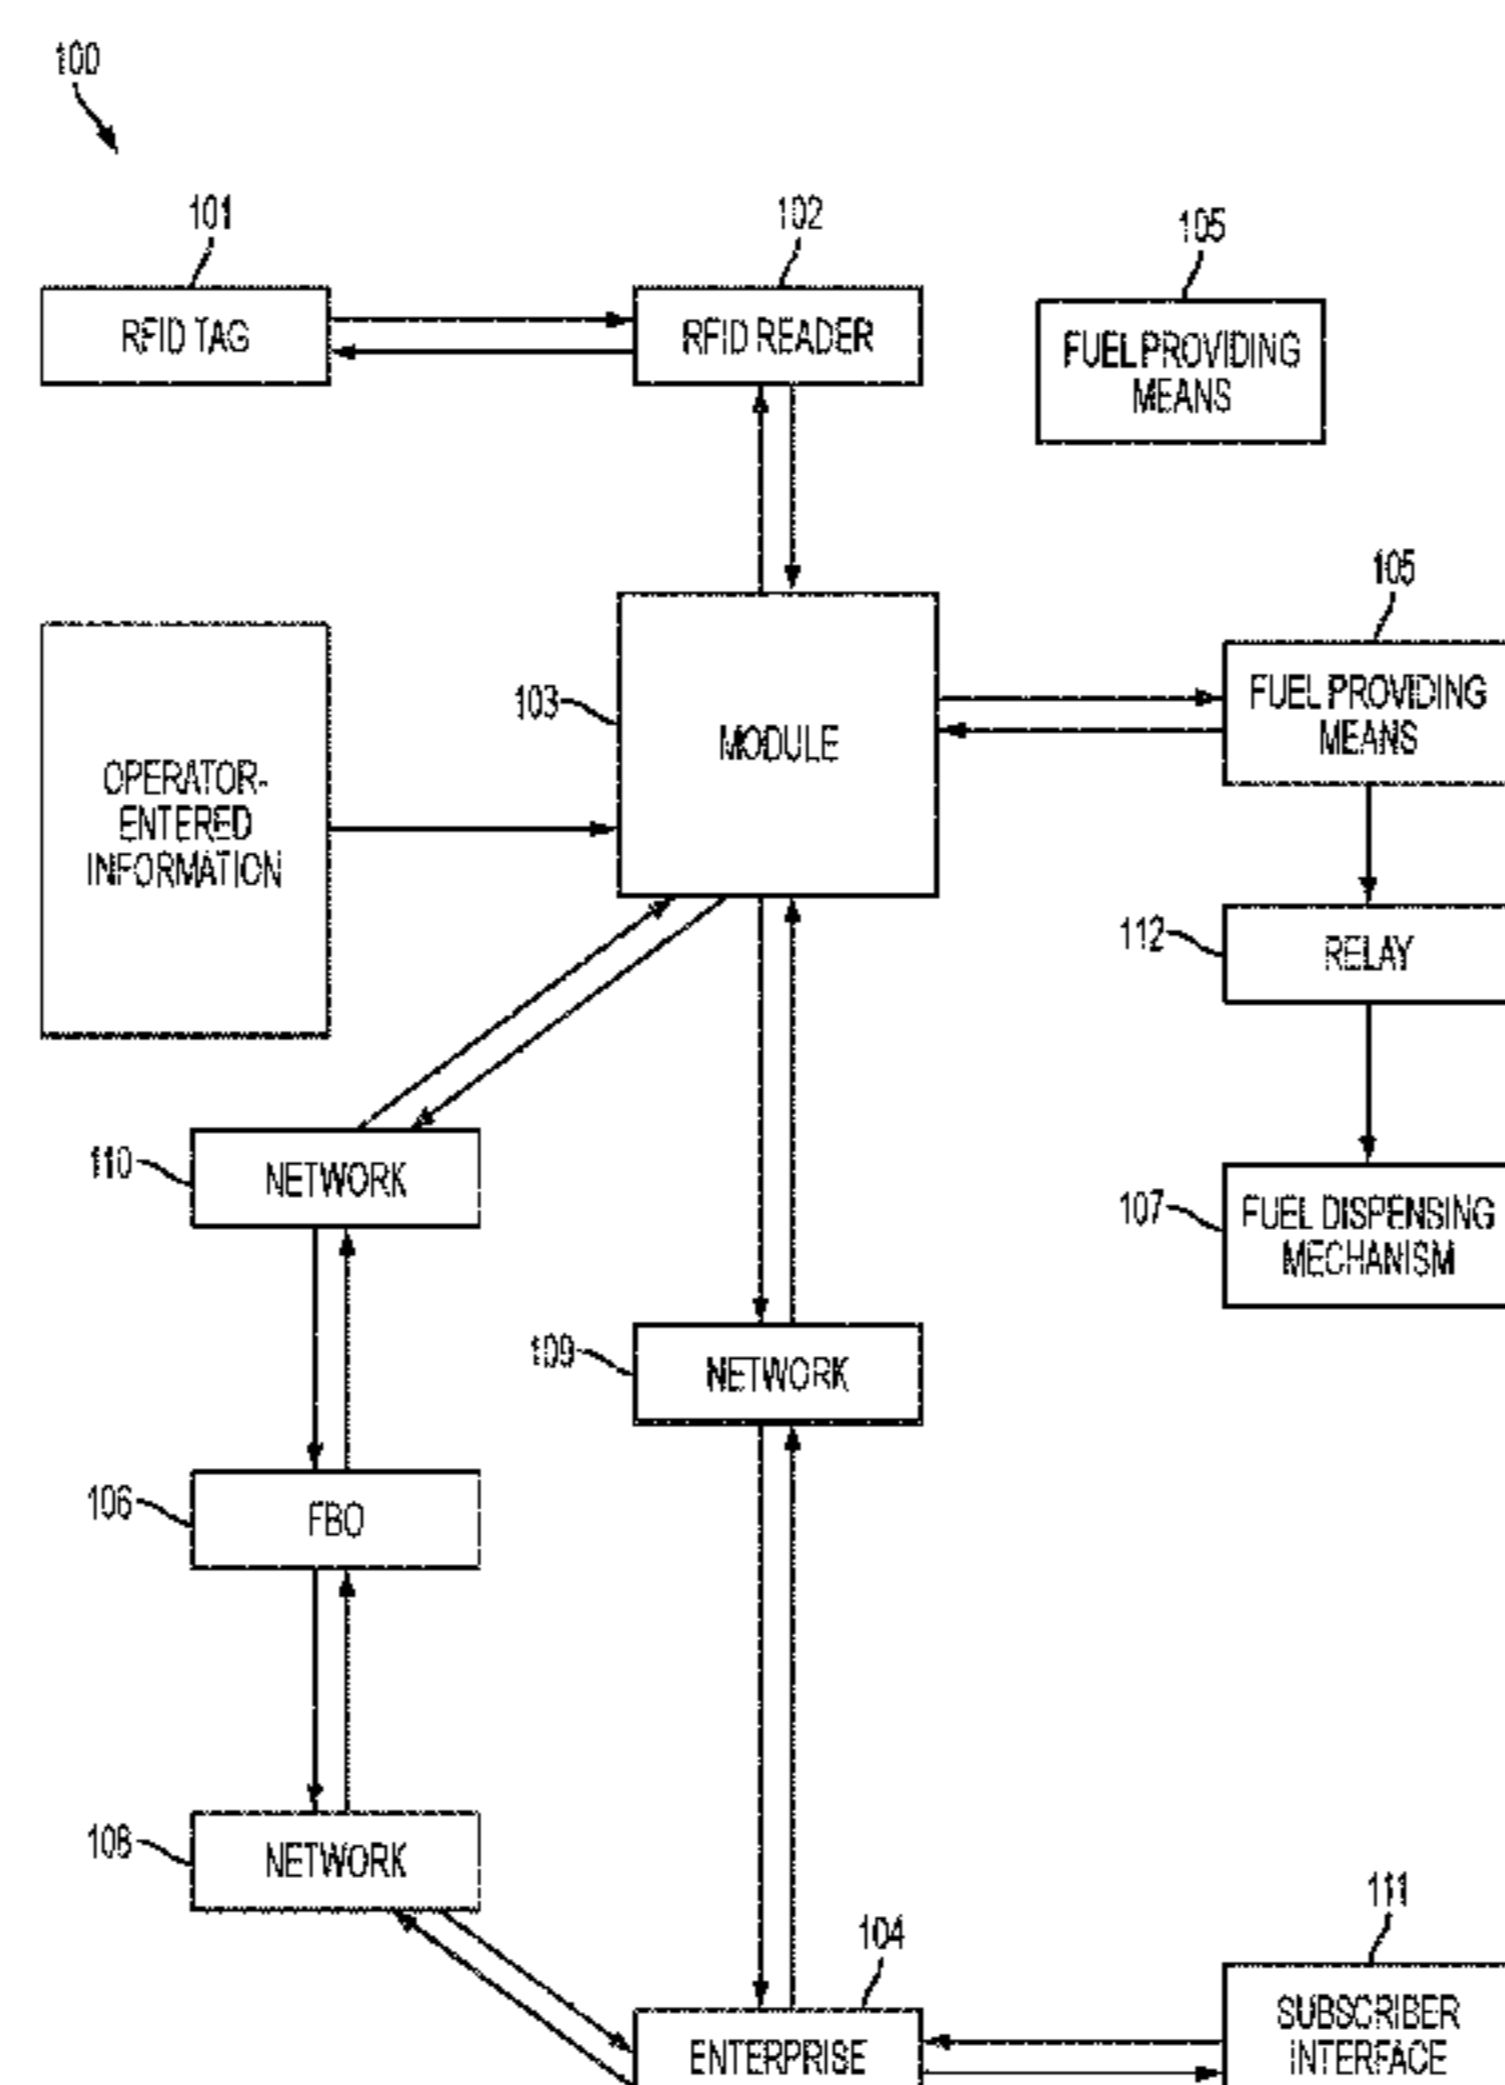 100
101
102
105
RFID TAG
RFID READER
FUEL PROVIDING
MEANS
105
103
MODULE
FUEL PROVIDING
MEANS
OPERATOR-
ENTERED
INFORMATION
112
RELAY
110
NETWORK
107
FUEL DISPENSING
MECHANISM
109
NETWORK
106
FBO
108
NETWORK
111
104
ENTERPRISE
SUBSCRIBER
INTERFACE